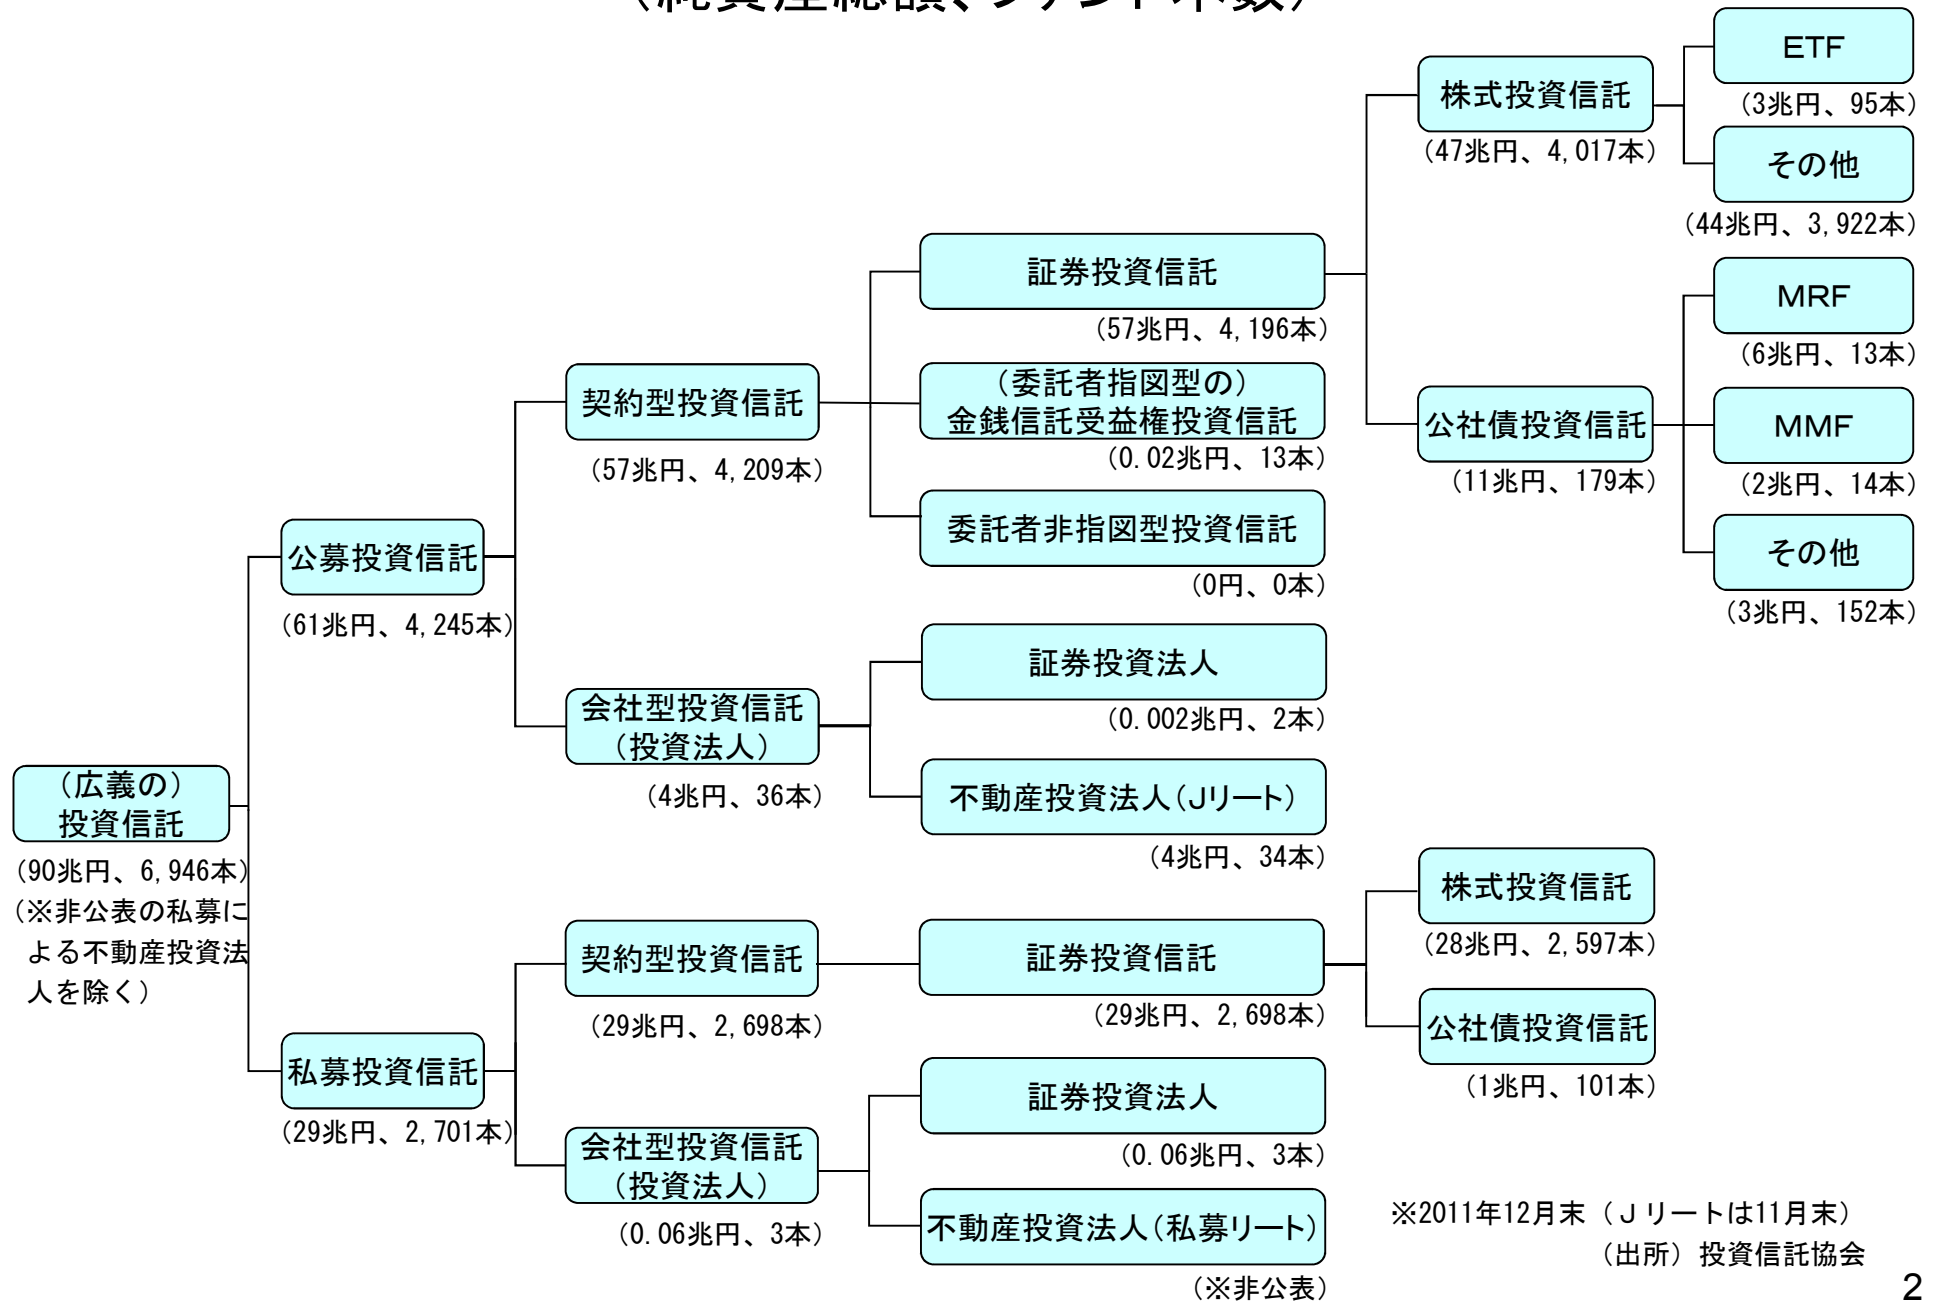 （純資産総額、ファンド本数）
ETF
（3兆円、95本）
株式投資信託
（47兆円、4,017本）
その他
（44兆円、3,922本）
証券投資信託
（57兆円、4,196本）
MRF
（6兆円、13本）
契約型投資信託
（57兆円、4,209本）
（委託者指図型の）
金銭信託受益権投資信託
（0.02兆円、13本）
公社債投資信託
（11兆円、179本）
MMF
（2兆円、14本）
委託者非指図型投資信託
（0円、0本）
その他
（3兆円、152本）
公募投資信託
（61兆円、4,245本）
証券投資法人
（0.002兆円、2本）
会社型投資信託
（投資法人）
（4兆円、36本）
不動産投資法人（Jリート）
（4兆円、34本）
（広義の）
投資信託
（90兆円、6,946本）
（※非公表の私募に
よる不動産投資法
人を除く）
株式投資信託
（28兆円、2,597本）
契約型投資信託
（29兆円、2,698本）
証券投資信託
（29兆円、2,698本）
公社債投資信託
（1兆円、101本）
私募投資信託
（29兆円、2,701本）
証券投資法人
（0.06兆円、3本）
会社型投資信託
（投資法人）
（0.06兆円、3本）
不動産投資法人（私募リート）
（※非公表）
※2011年12月末（Ｊリートは11月末）
（出所）投資信託協会
2